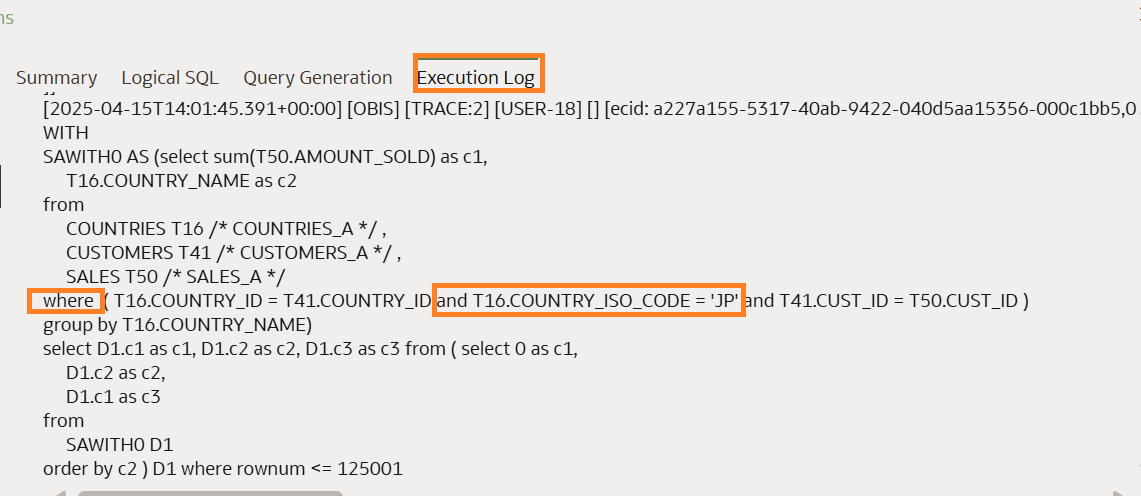 ns
Summary Logical SQL Query Generation Execution Log
]]
[2025-04-15T14:01:45.391+00:00] [OBIS] [TRACE:2] [USER-18] [] [ecid: a227a155-5317-40ab-9422-040d5aa15356-000c1bb5,0
WITH
SAWITH0 AS (select sum(T50.AMOUNT_SOLD) as c1,
T16.COUNTRY_NAME as c2
from
COUNTRIES T16 /* COUNTRIES_A */ ,
CUSTOMERS T41 /* CUSTOMERS_A */ ,
SALES T50 /* SALES_A */
where ( T16.COUNTRY_ID = T41.COUNTRY_ID and T16.COUNTRY_ISO_CODE = 'JP' and T41.CUST_ID = T50.CUST_ID )
group by T16.COUNTRY_NAME)
select D1.c1 as c1, D1.c2 as c2, D1.c3 as c3 from ( select 0 as c1,
D1.c2 as c2,
D1.c1 as c3
from
SAWITH0 D1
order by c2 ) D1 where rownum <= 125001